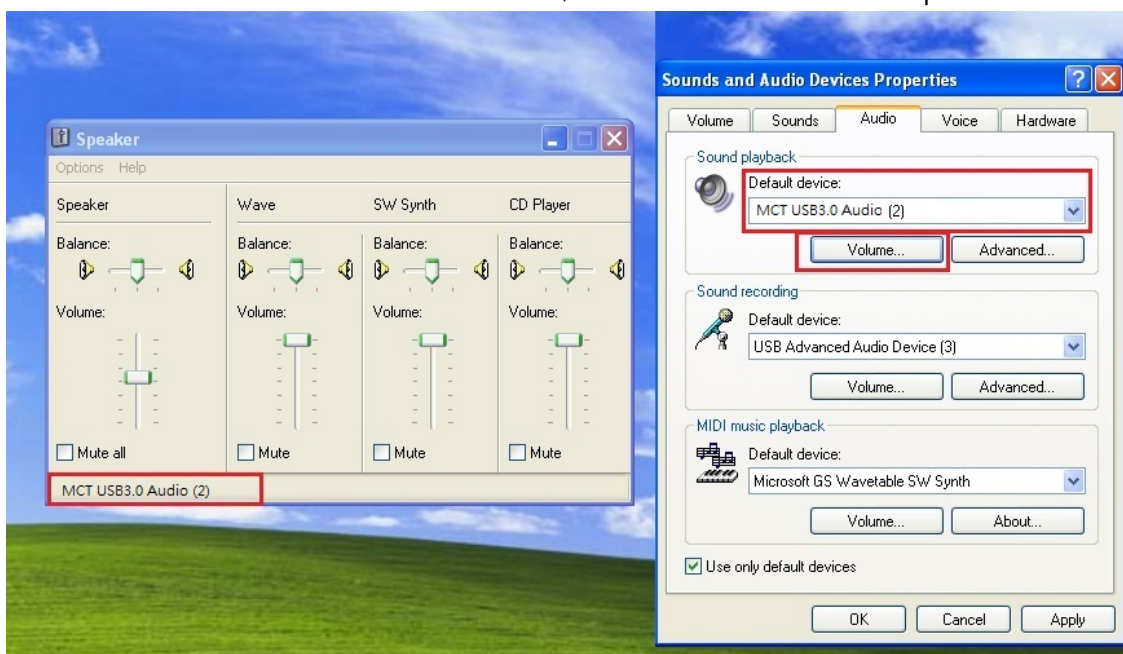 Speaker
Options Help
Speaker
Wave
SW Synth
CD Player
Balance:
Balance:
Balance:
Balance:
Volume:
Volume:
Volume:
Volume:
Mute all
Mute
Mute
Mute
MCT USB3.0 Audio (2)
Sounds and Audio Devices Properties
Volume
Sounds
Audio
Voice
Hardware
Sound playback
Default device:
MCT USB3.0 Audio (2)
Volume...
Advanced...
Sound recording
Default device:
USB Advanced Audio Device (3)
Volume...
Advanced...
MIDI music playback
Default device:
Microsoft GS Wavetable SW Synth
Volume...
About...
Use only default devices
OK
Cancel
Apply